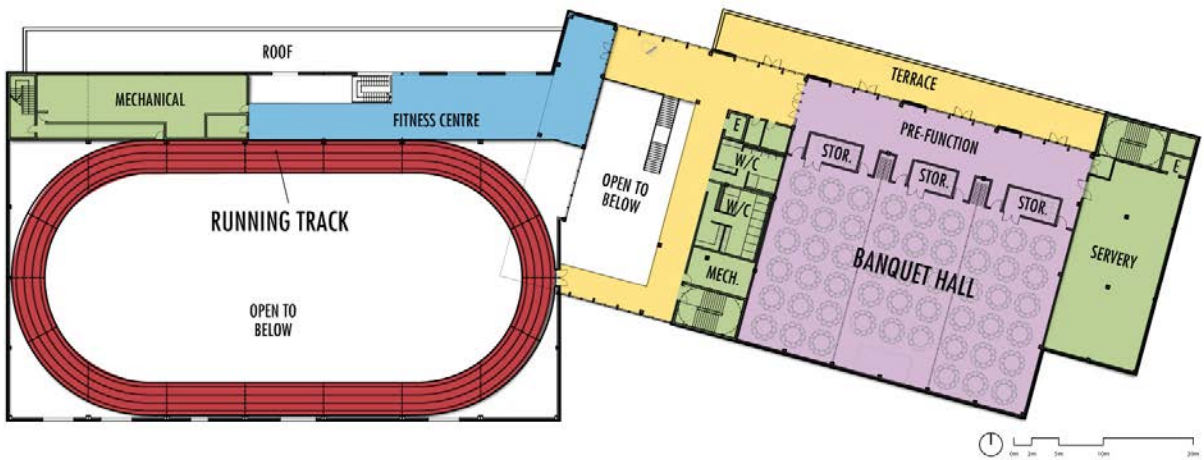 ROOF
MECHANICAL
FITNESS CENTRE
RUNNING TRACK
OPEN TO
BELOW
OPEN TO
BELOW
E
W/C
W/C
MECH.
TERRACE
PRE-FUNCTION
STOR.
STOR.
STOR.
BANQUET HALL
E
SERVERY
0m 2m 5m 10m 20m